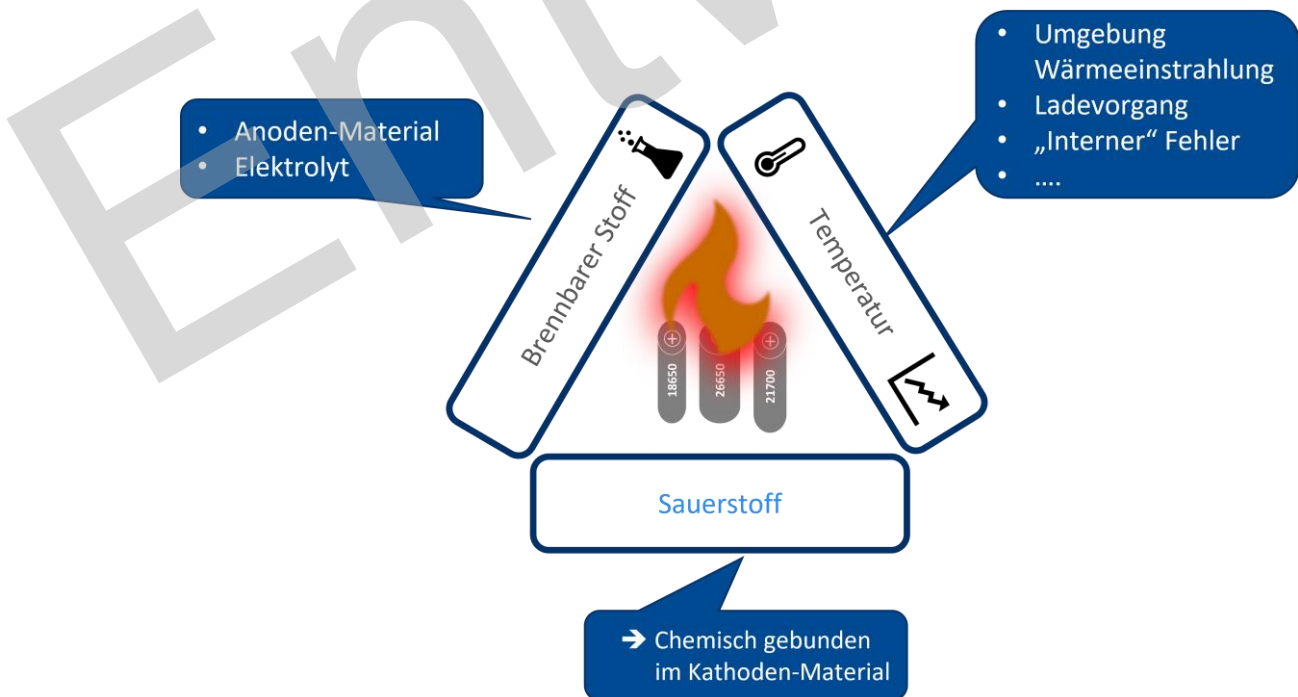 Entw
• Umgebung
Wärmeeinstrahlung
• Ladevorgang
• „Interner“ Fehler
• ....
• Anoden-Material
• Elektrolyt
Brennbarer Stoff
Temperatur
18650
26650
21700
Sauerstoff
➔ Chemisch gebunden
im Kathoden-Material